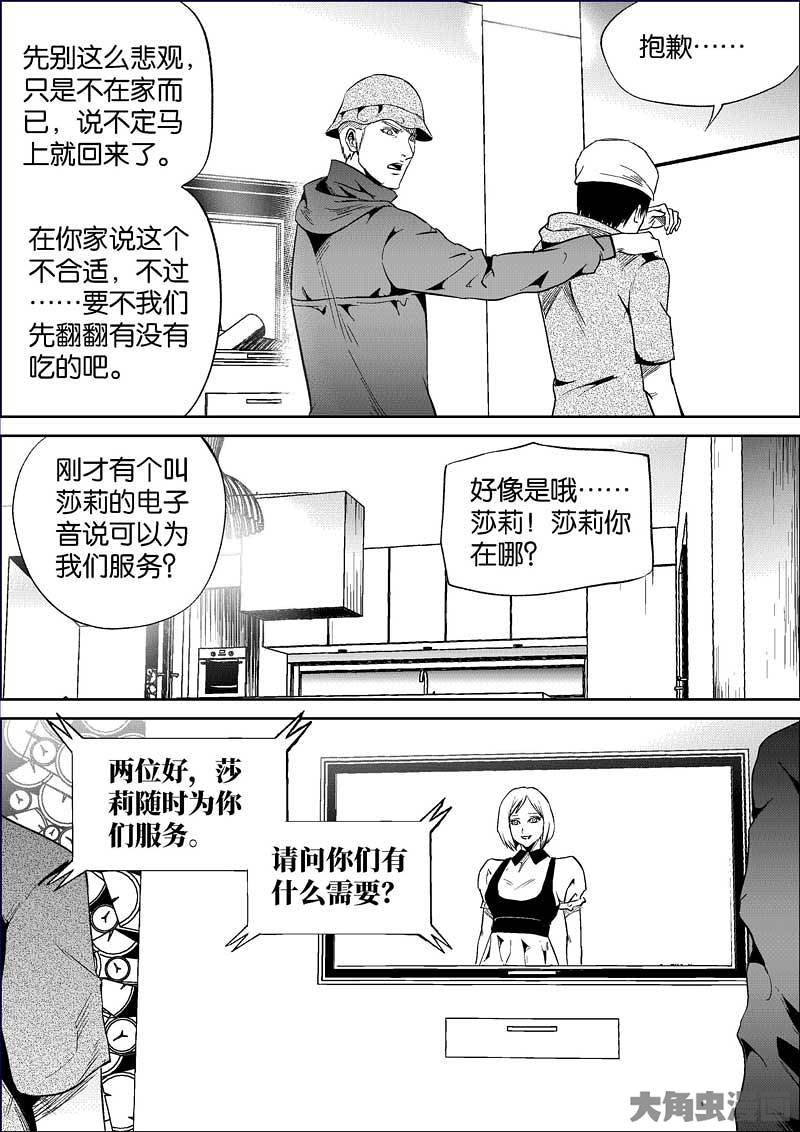 先别这么悲观，
只是不在家而
已，说不定马
上就回来了。
在你家说这个
不合适，不过
……要不我们
先翻翻有没有
吃的吧。
抱歉……
刚才有个叫
莎莉的电子
音说可以为
我们服务？
好像是哦……
莎莉！莎莉你
在哪？
两位好，莎
莉随时为你
们服务。
请问你们有
什么需要？
大角虫漫画